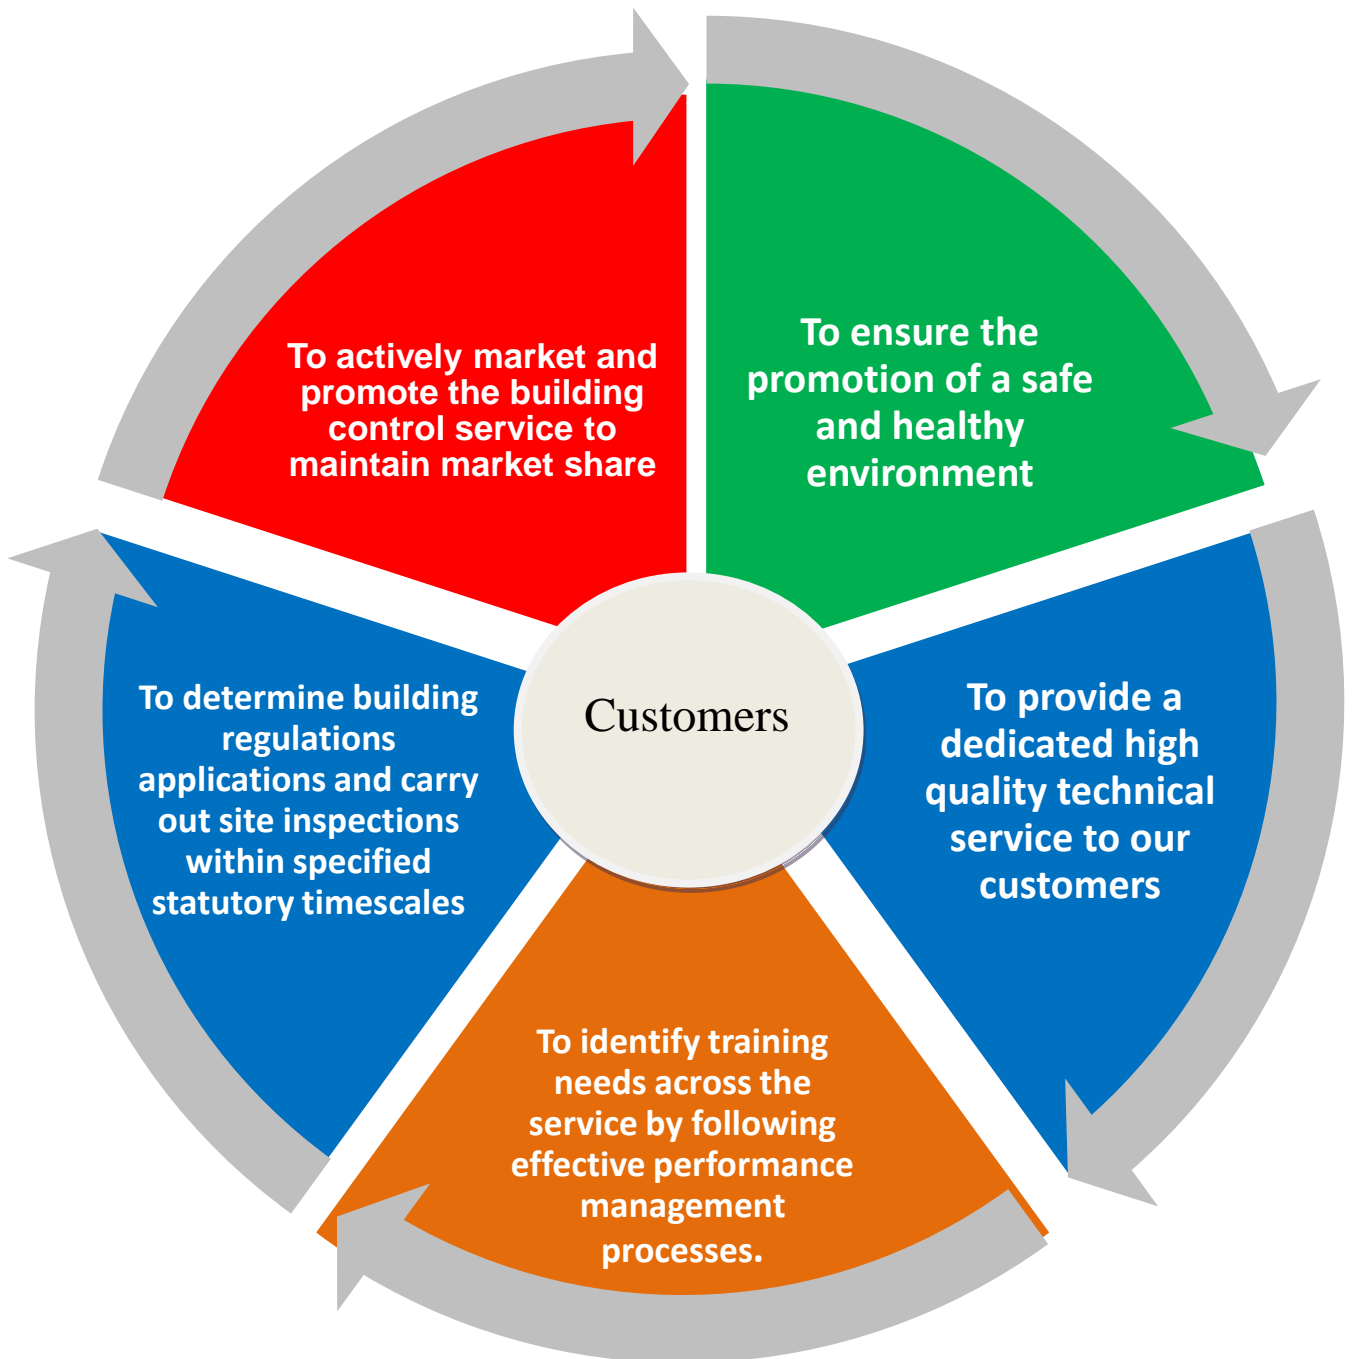 To actively market and
promote the building
control service to
maintain market share
To ensure the
promotion of a safe
and healthy
environment
To provide a
dedicated high
quality technical
service to our
customers
To identify training
needs across the
service by following
effective performance
management
processes.
To determine building
regulations
applications and carry
out site inspections
within specified
statutory timescales
Customers